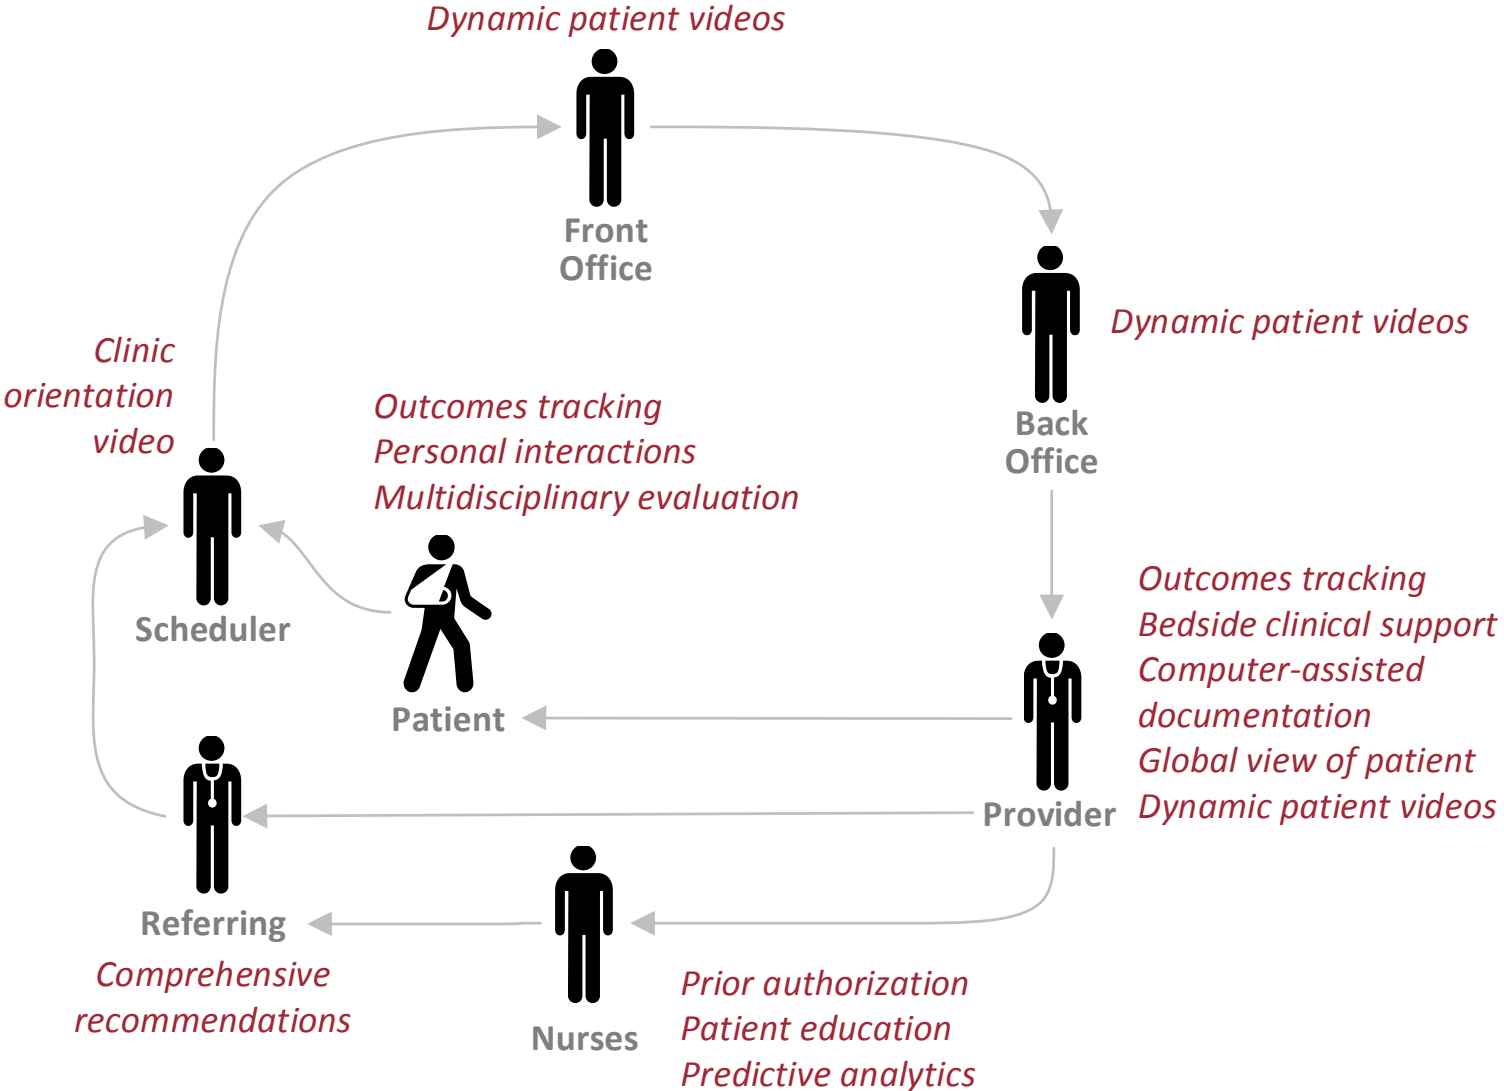 Dynamic patient videos
Front
Office
Dynamic patient videos
Back
Office
Clinic
orientation
video
Scheduler
Outcomes tracking
Personal interactions
Multidisciplinary evaluation
Patient
Outcomes tracking
Bedside clinical support
Computer-assisted
documentation
Global view of patient
Dynamic patient videos
Provider
Referring
Comprehensive
recommendations
Nurses
Prior authorization
Patient education
Predictive analytics